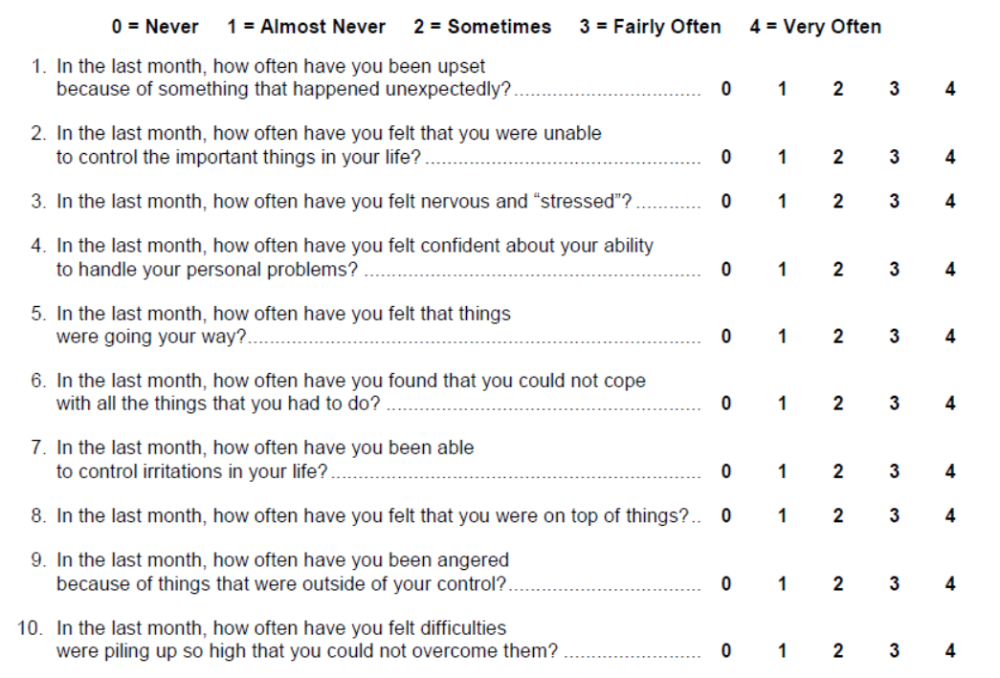 0 = Never 1 = Almost Never 2 = Sometimes 3 = Fairly Often 4 = Very Often
1. In the last month, how often have you been upset
because of something that happened unexpectedly?.................................. 0 1 2 3 4
2. In the last month, how often have you felt that you were unable
to control the important things in your life? .................................................. 0 1 2 3 4
3. In the last month, how often have you felt nervous and “stressed”? ............ 0 1 2 3 4
4. In the last month, how often have you felt confident about your ability
to handle your personal problems? ............................................................. 0 1 2 3 4
5. In the last month, how often have you felt that things
were going your way?.................................................................................. 0 1 2 3 4
6. In the last month, how often have you found that you could not cope
with all the things that you had to do? ......................................................... 0 1 2 3 4
7. In the last month, how often have you been able
to control irritations in your life?................................................................... 0 1 2 3 4
8. In the last month, how often have you felt that you were on top of things?.. 0 1 2 3 4
9. In the last month, how often have you been angered
because of things that were outside of your control?................................... 0 1 2 3 4
10. In the last month, how often have you felt difficulties
were piling up so high that you could not overcome them? ......................... 0 1 2 3 4